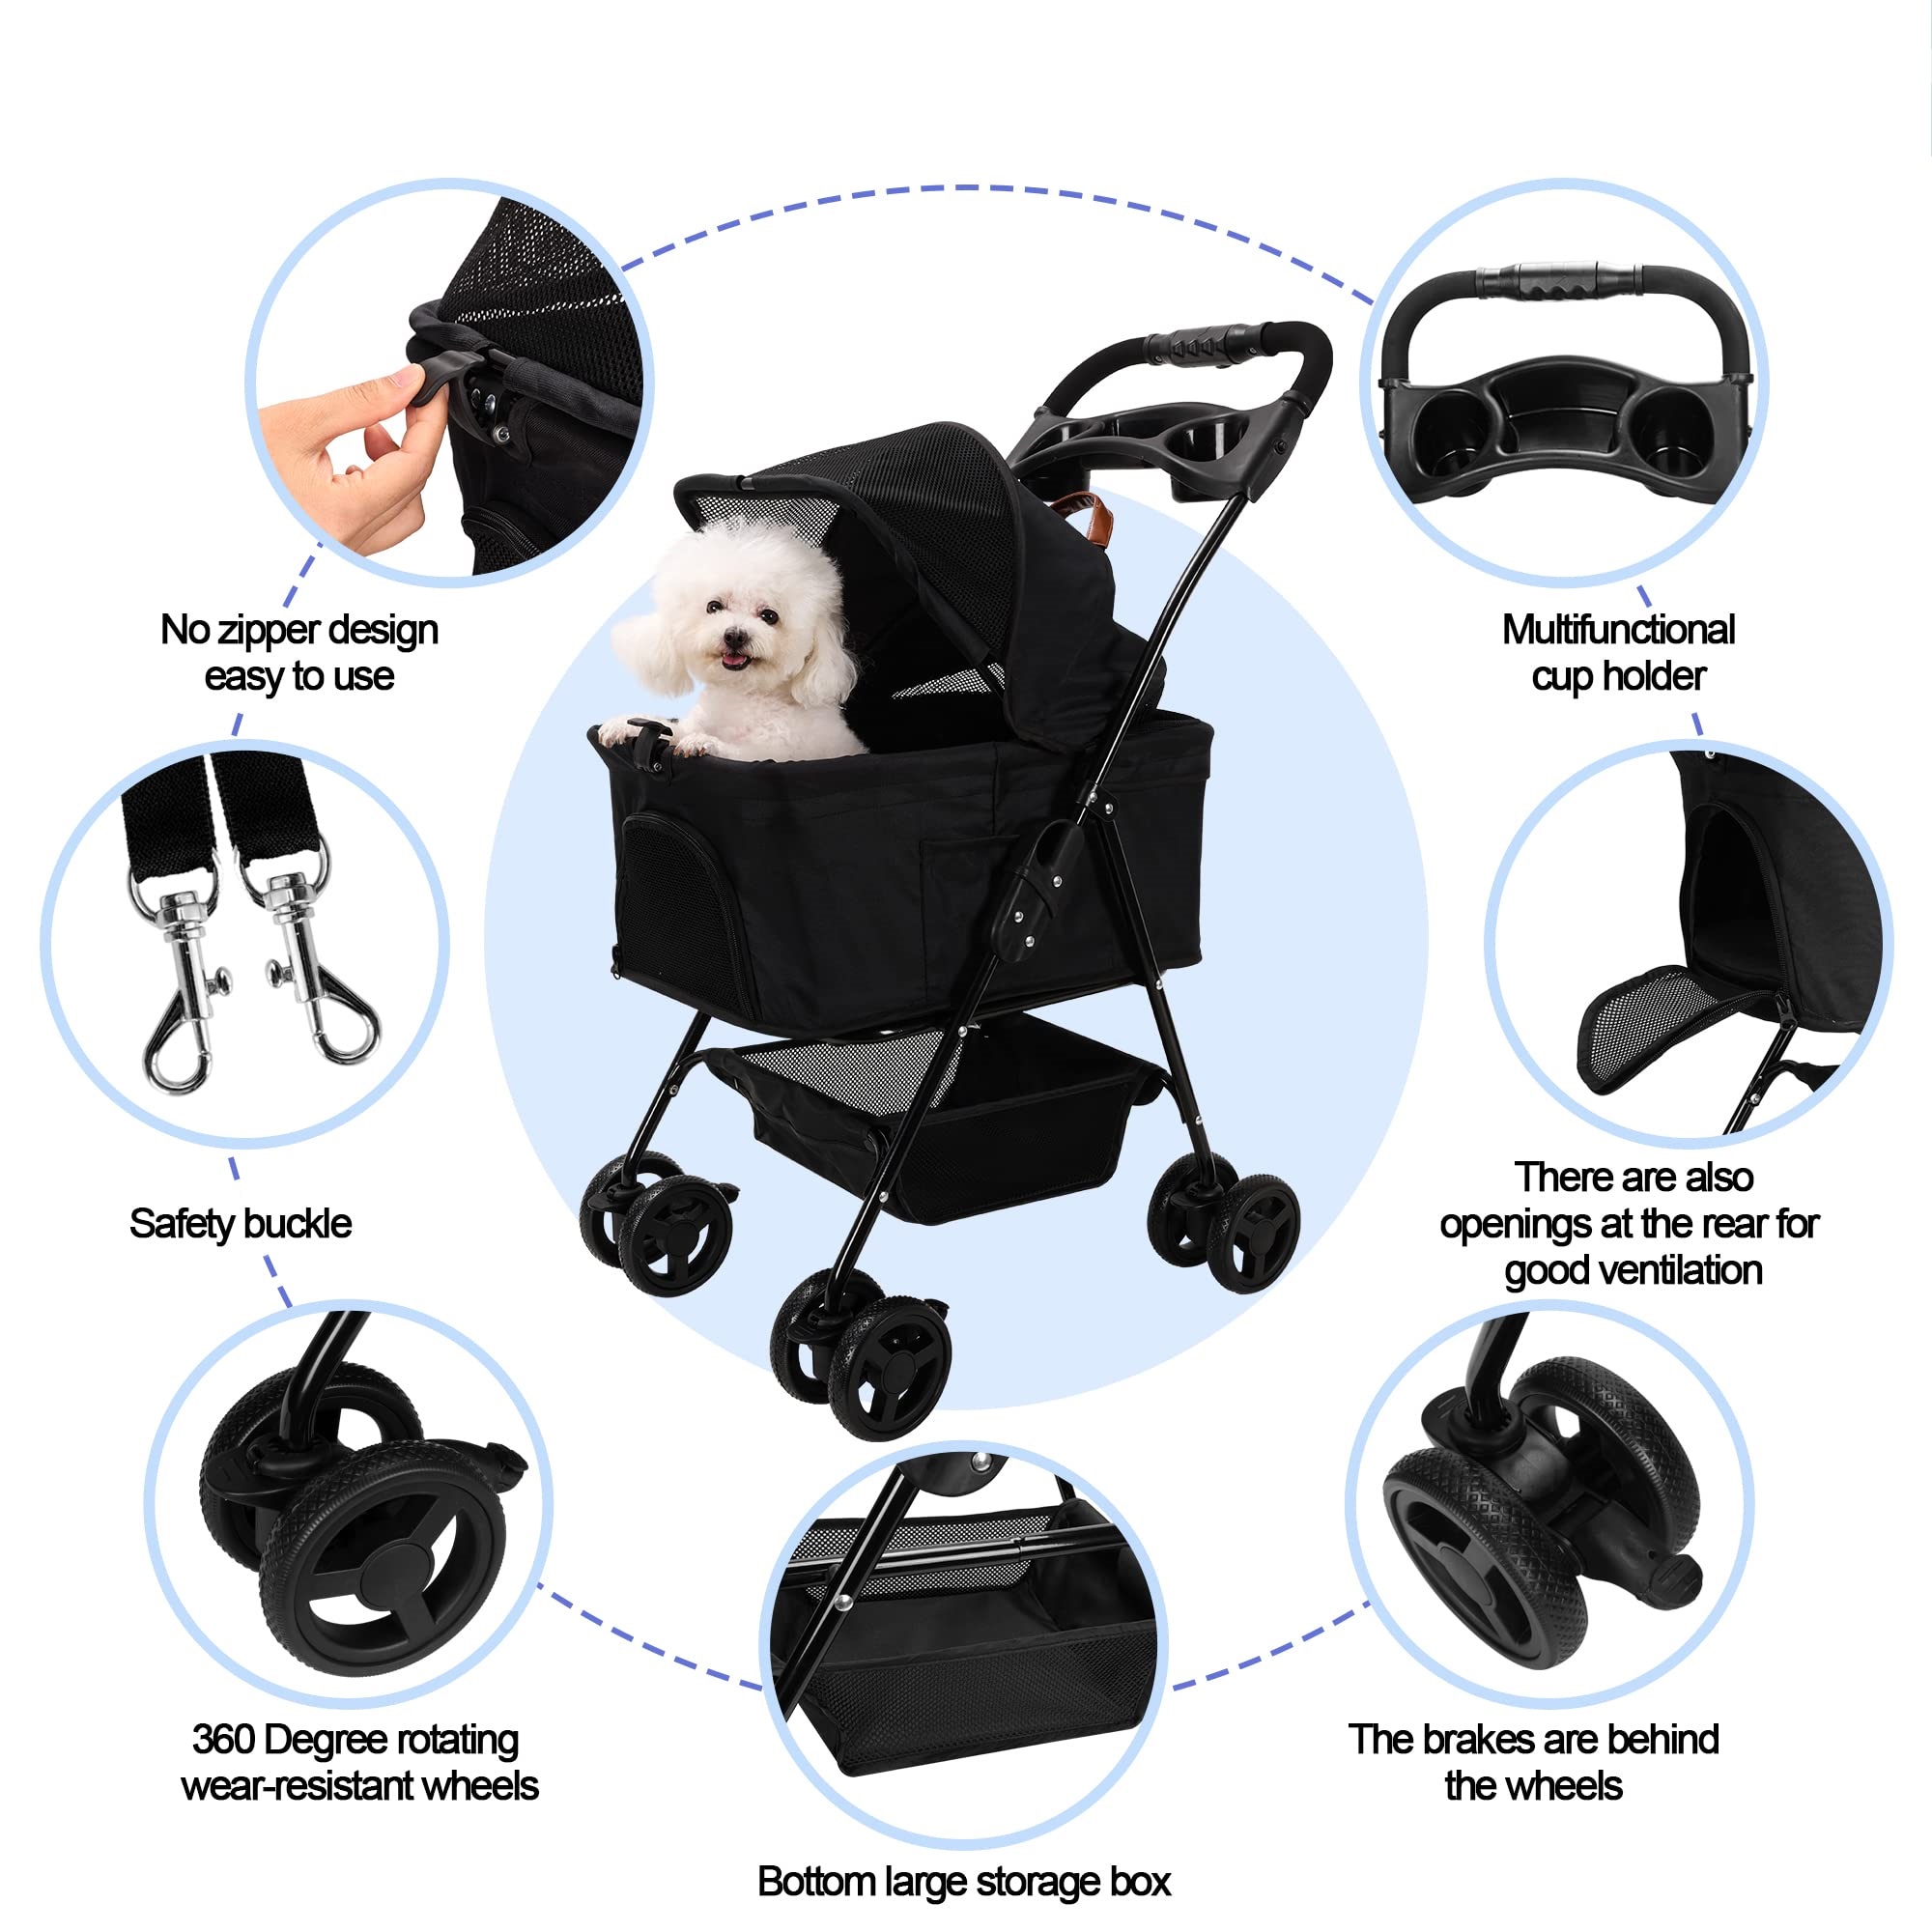 No zipper design
easy to use
Multifunctional
cup holder
Safety buckle
There are also
openings at the rear for
good ventilation
360 Degree rotating
wear-resistant wheels
The brakes are behind
the wheels
Bottom large storage box